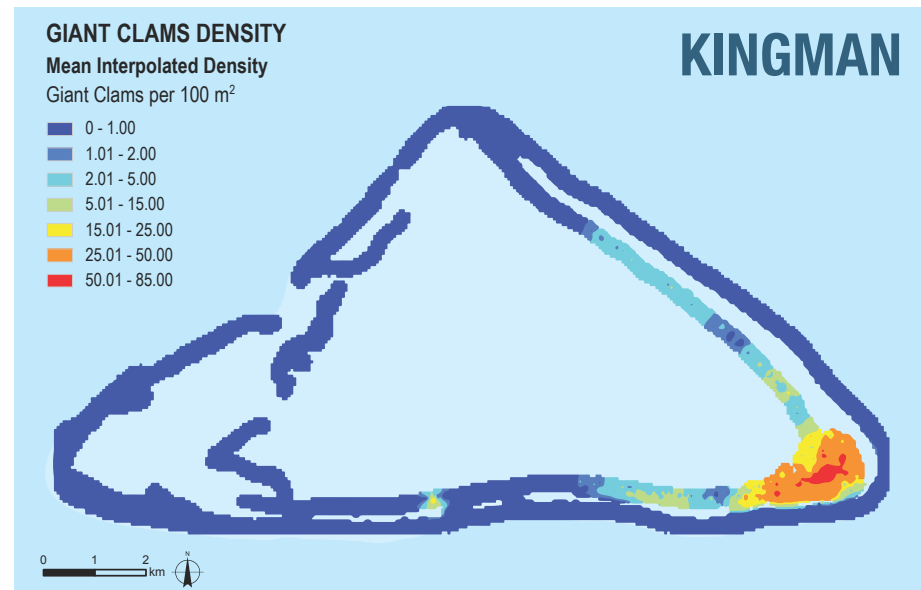 GIANT CLAMS DENSITY
Mean Interpolated Density
Giant Clams per 100 m²
0 - 1.00
1.01 - 2.00
2.01 - 5.00
5.01 - 15.00
15.01 - 25.00
25.01 - 50.00
50.01 - 85.00
KINGMAN
0 1 2
km
N